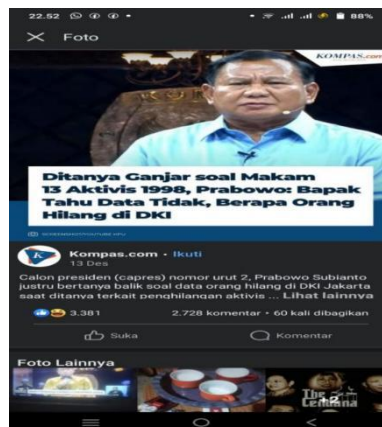 22.52
88%
Foto
KOMPAS.com
Ditanya Ganjar soal Makam
13 Aktivis 1998, Prabowo: Bapak
Tahu Data Tidak, Berapa Orang
Hilang di DKI
Kompas.com • Ikuti
13 Des
Calon presiden (capres) nomor urut 2, Prabowo Subianto
justru bertanya balik soal data orang hilang di DKI Jakarta
saat ditanya terkait penghilangan aktivis ... Lihat lainnya
3.381
2.728 komentar • 60 kali dibagikan
Suka
Komentar
Foto Lainnya
The